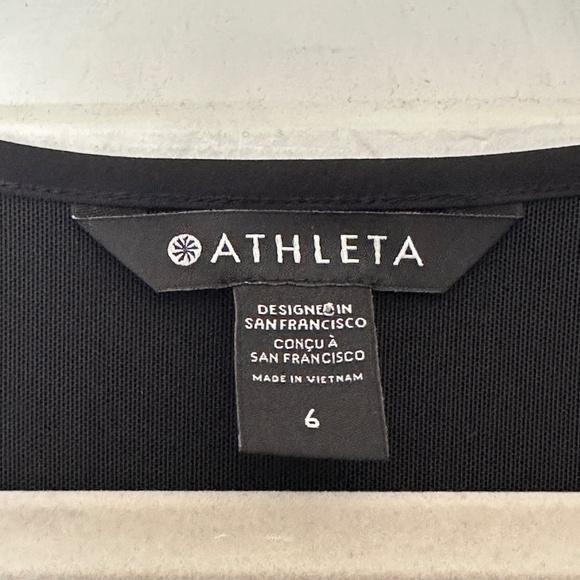 ATHLETA
DESIGNED IN
SAN FRANCISCO
CONÇU À
SAN FRANCISCO
MADE IN VIETNAM
6